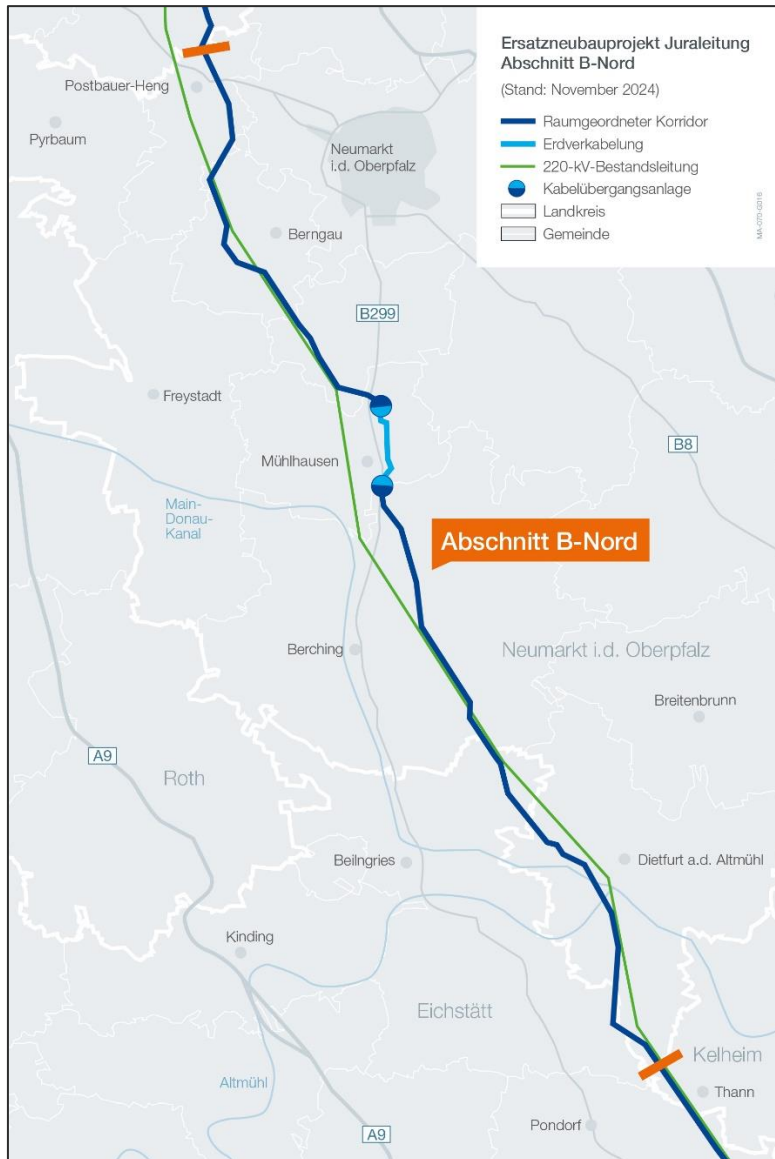 Ersatzneubauprojekt Juraleitung
Abschnitt B-Nord
(Stand: November 2024)
Raumgeordneter Korridor
Erdverkabelung
220-kV-Bestandsleitung
Kabelübergangsanlage
Landkreis
Gemeinde
Postbauer-Heng
Pyrbaum
Neumarkt
i.d. Oberpfalz
Berngau
B299
Freystadt
B8
Mühlhausen
Main-
Donau-
Kanal
Abschnitt B-Nord
Berching
Neumarkt i.d. Oberpfalz
Breitenbrunn
A9
Roth
Beilngries
Dietfurt a.d. Altmühl
Kinding
Eichstätt
Kelheim
Altmühl
Thann
Pondorf
A9